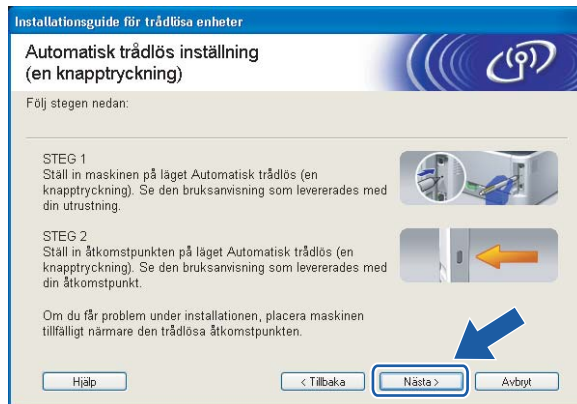 Installationsguide för trådlösa enheter
Automatisk trådlös inställning
(en knapptryckning)
Följ stegen nedan:
STEG 1
Ställ in maskinen på läget Automatisk trådlös (en
knapptryckning). Se den bruksanvisning som levererades med
din utrustning.
STEG 2
Ställ in åtkomstpunkten på läget Automatisk trådlös (en
knapptryckning). Se den bruksanvisning som levererades med
din åtkomstpunkt.
Om du får problem under installationen, placera maskinen
tillfälligt närmare den trådlösa åtkomstpunkten.
Hjälp < Tillbaka Nästa > Avbryt